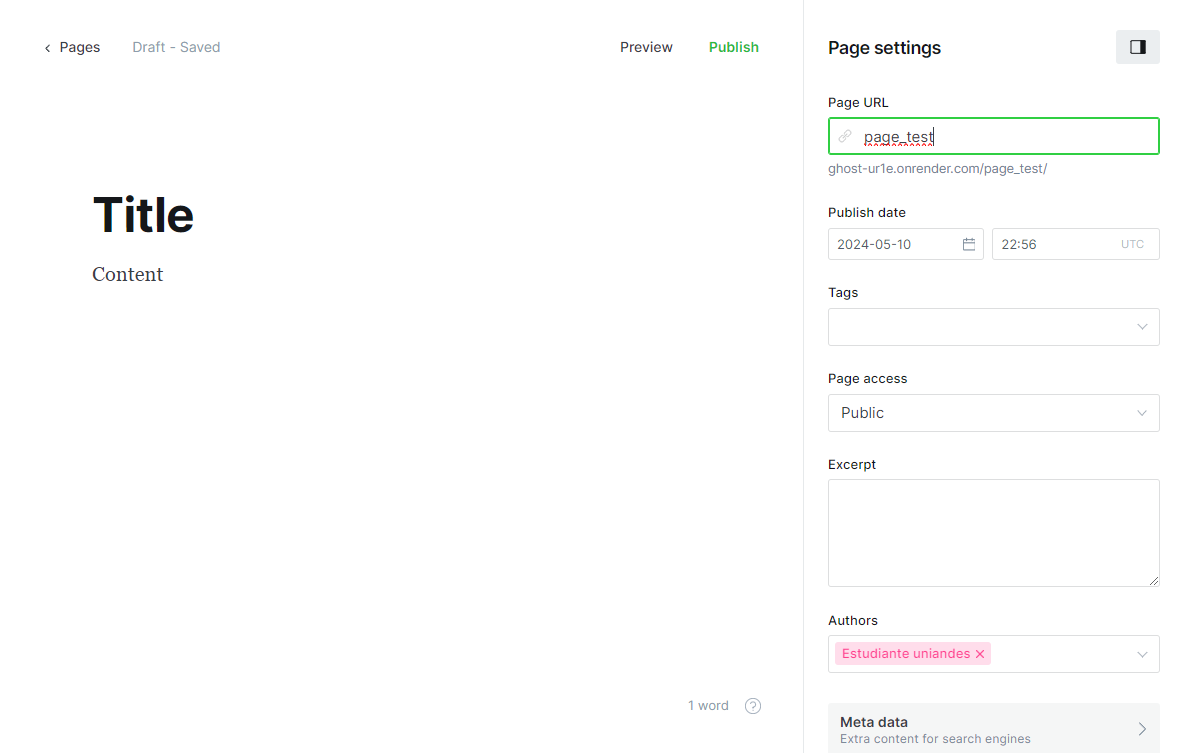 Pages
Draft - Saved
Preview
Publish
Title
Content
1 word
?
Page settings
Page URL
page_test
ghost-ur1e.onrender.com/page_test/
Publish date
2024-05-10
22:56 UTC
Tags
Page access
Public
Excerpt
Authors
Estudiante uniandes ×
Meta data
Extra content for search engines